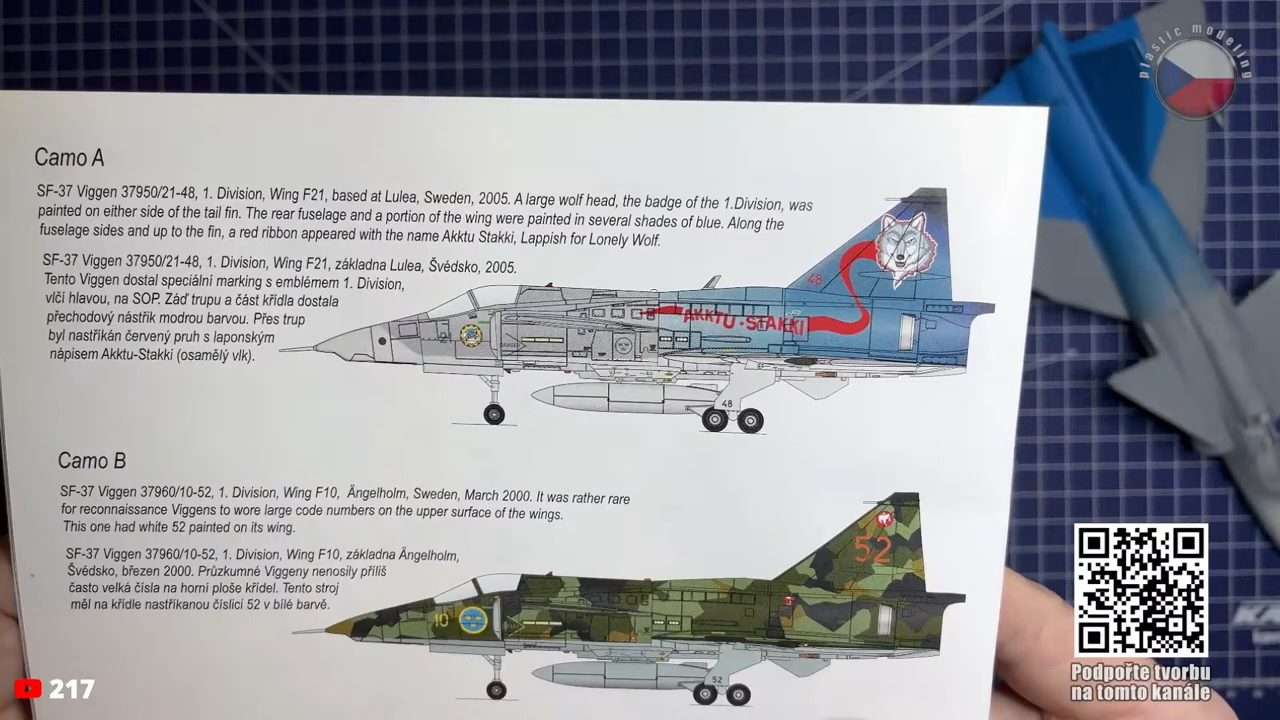 plastic modeling
Camo A
SF-37 Viggen 37950/21-48, 1. Division, Wing F21, based at Lulea, Sweden, 2005. A large wolf head, the badge of the 1.Division, was
painted on either side of the tail fin. The rear fuselage and a portion of the wing were painted in several shades of blue. Along the
fuselage sides and up to the fin, a red ribbon appeared with the name Akktu Stakki, Lappish for Lonely Wolf.
SF-37 Viggen 37950/21-48, 1. Division, Wing F21, základna Lulea, Švédsko, 2005.
Tento Viggen dostal speciální marking s emblémem 1. Division,
vlčí hlavou, na SOP. Záď trupu a část křídla dostala
přechodový nástřik modrou barvou. Přes trup
byl nastříkán červený pruh s laponským
nápisem Akktu-Stakki (osamělý vlk).
48
AKKTU·STAKKI
48
Camo B
SF-37 Viggen 37960/10-52, 1. Division, Wing F10, Ängelholm, Sweden, March 2000. It was rather rare
for reconnaissance Viggens to wore large code numbers on the upper surface of the wings.
This one had white 52 painted on its wing.
SF-37 Viggen 37960/10-52, 1. Division, Wing F10, základna Ängelholm,
Švédsko, březen 2000. Průzkumné Viggeny nenosily příliš
často velká čísla na horní ploše křídel. Tento stroj
měl na křídle nastříkanou číslici 52 v bílé barvě.
52
10
52
217
Podpořte tvorbu
na tomto kanále